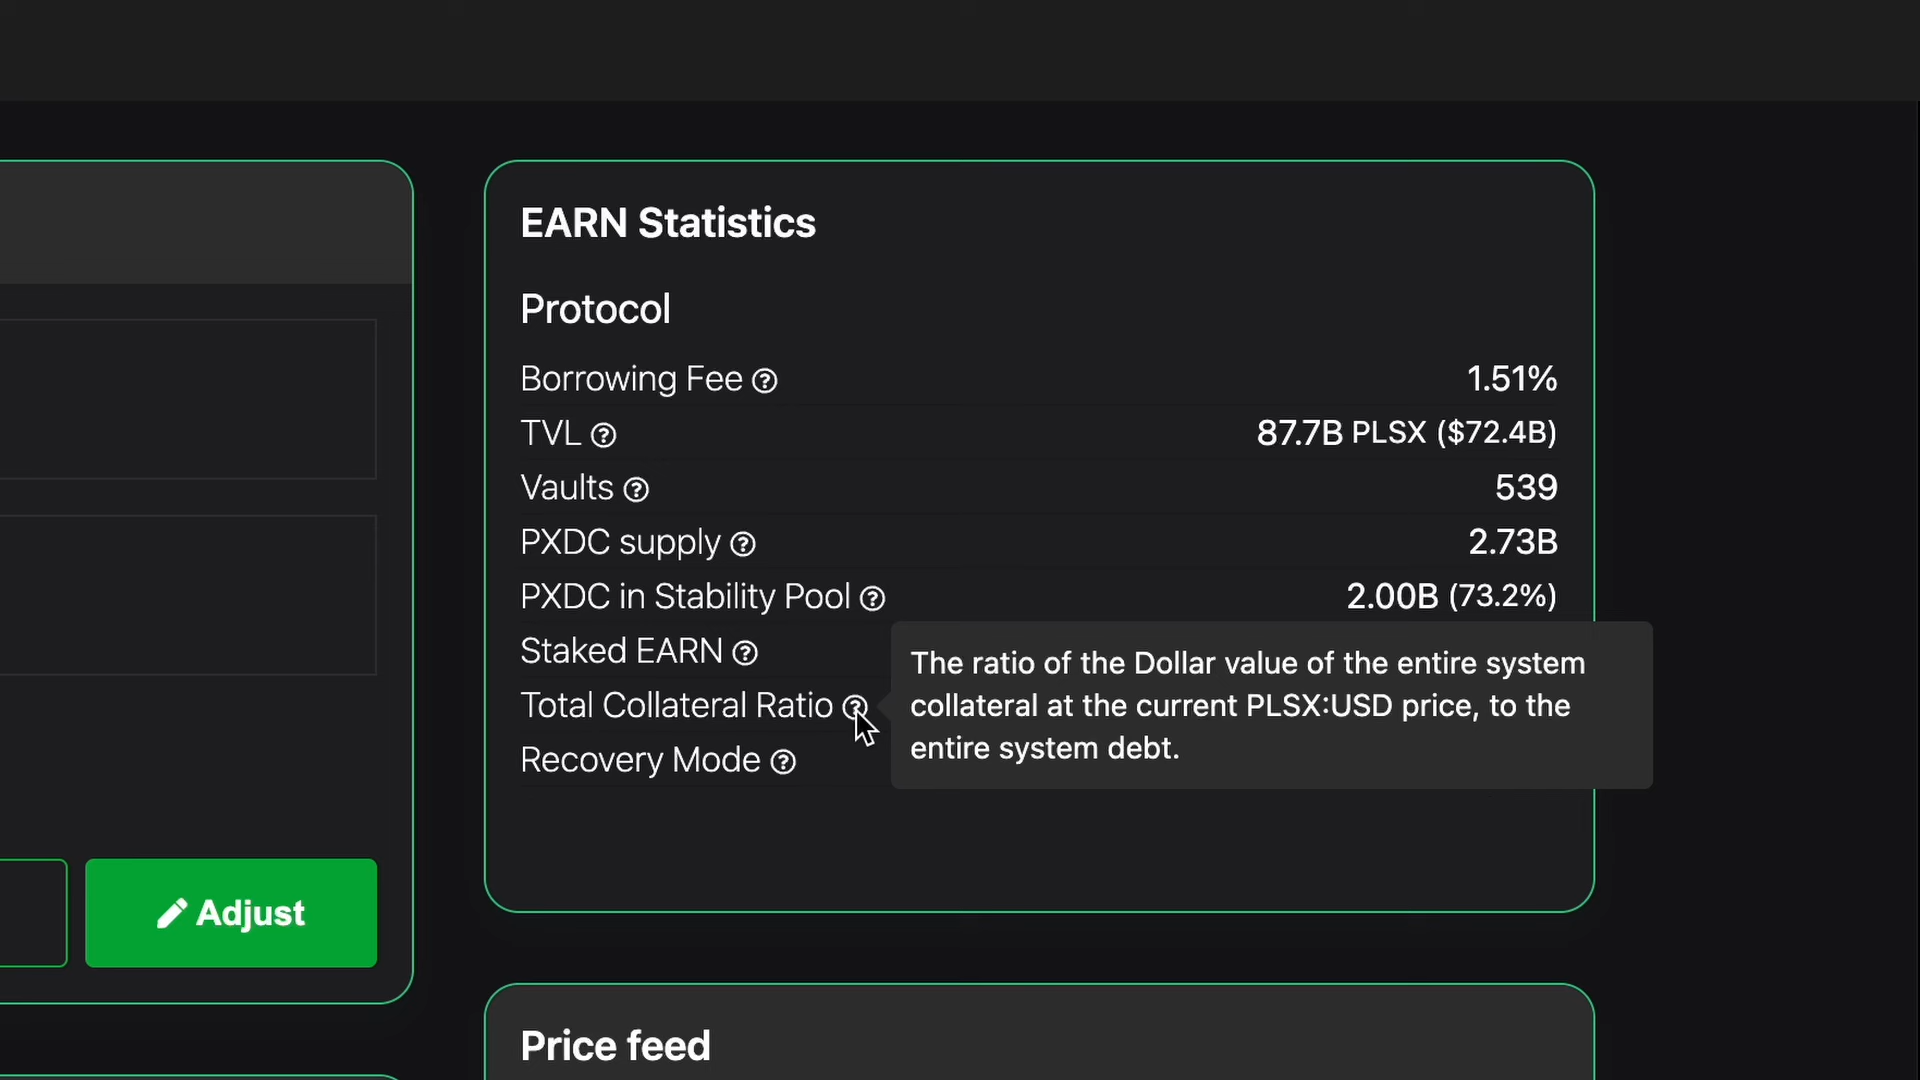 EARN Statistics
Protocol
Borrowing Fee 1.51%
TVL 87.7B PLSX ($72.4B)
Vaults 539
PXDC supply 2.73B
PXDC in Stability Pool 2.00B (73.2%)
Staked EARN
Total Collateral Ratio
Recovery Mode
The ratio of the Dollar value of the entire system
collateral at the current PLSX:USD price, to the
entire system debt.
Adjust
Price feed